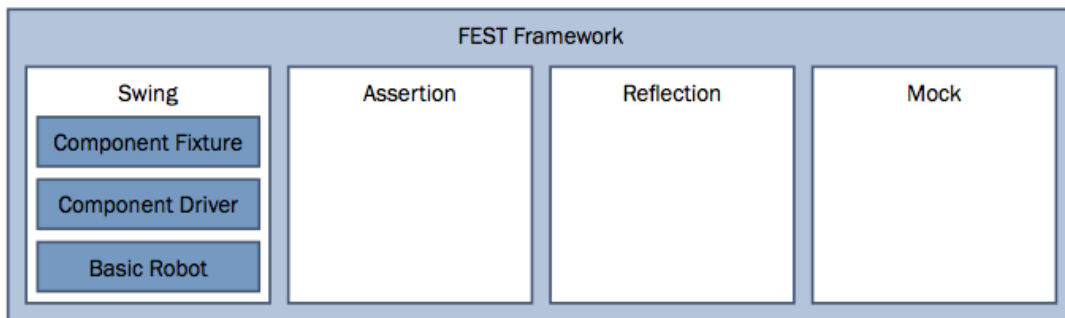 FEST Framework
Swing
Component Fixture
Component Driver
Basic Robot
Assertion
Reflection
Mock